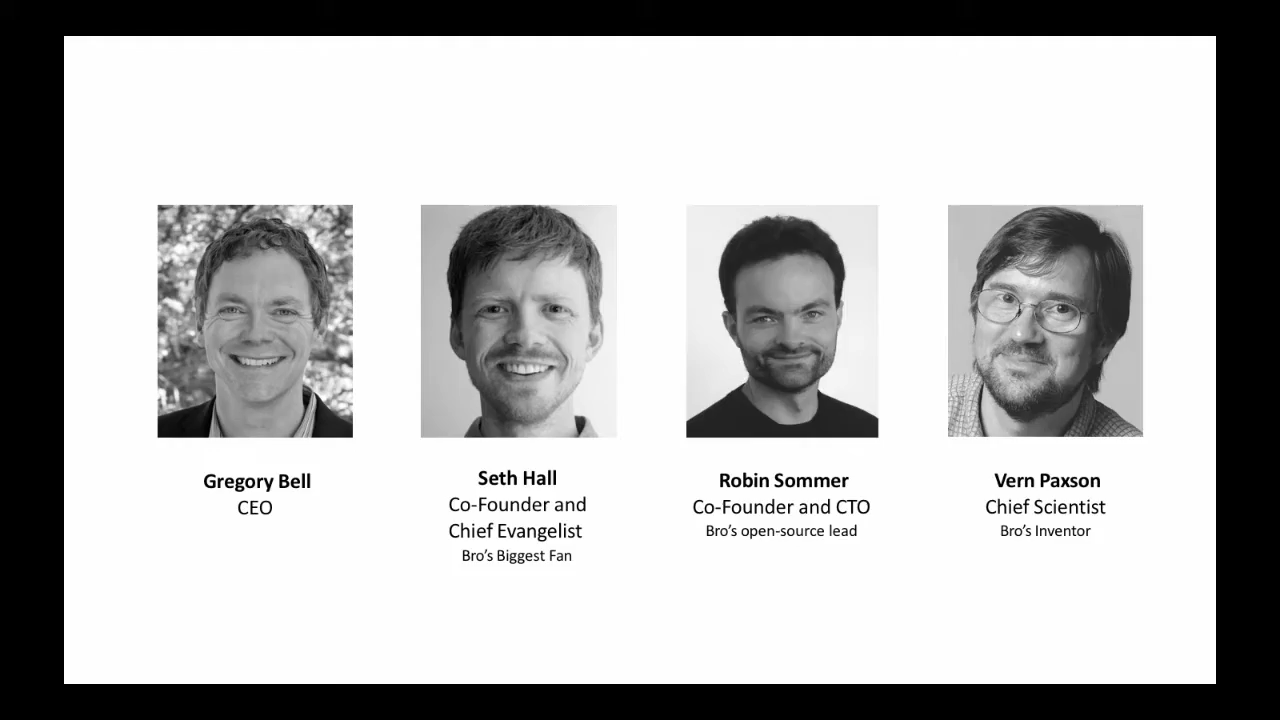 Gregory Bell
CEO
Seth Hall
Co-Founder and
Chief Evangelist
Bro's Biggest Fan
Robin Sommer
Co-Founder and CTO
Bro's open-source lead
Vern Paxson
Chief Scientist
Bro's Inventor